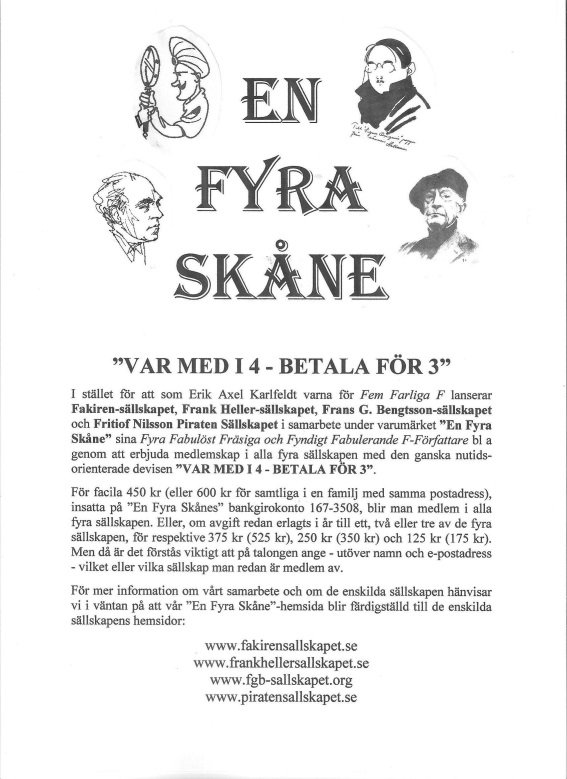 EN
FYRA
SKÅNE
"VAR MED I 4 - BETALA FÖR 3"
I stället för att som Erik Axel Karlfeldt varna för Fem Farliga F lanserar
Fakiren-sällskapet, Frank Heller-sällskapet, Frans G. Bengtsson-sällskapet
och Fritiof Nilsson Piraten Sällskapet i samarbete under varumärket "En Fyra
Skåne" sina Fyra Fabulöst Fräsiga och Fyndigt Fabulerande F-Författare bl a
genom att erbjuda medlemskap i alla fyra sällskapen med den ganska nutids-
orienterade devisen "VAR MED I 4 - BETALA FÖR 3".
För facila 450 kr (eller 600 kr för samtliga i en familj med samma postadress),
insatta på "En Fyra Skånes" bankgirokonto 167-3508, blir man medlem i alla
fyra sällskapen. Eller, om avgift redan erlagts i år till ett, två eller tre av de fyra
sällskapen, för respektive 375 kr (525 kr), 250 kr (350 kr) och 125 kr (175 kr).
Men då är det förstås viktigt att på talongen ange - utöver namn och e-postadress
- vilket eller vilka sällskap man redan är medlem av.
För mer information om vårt samarbete och om de enskilda sällskapen hänvisar
vi i väntan på att vår "En Fyra Skåne"-hemsida blir färdigställd till de enskilda
sällskapens hemsidor:
www.fakirensallskapet.se
www.frankhellersallskapet.se
www.fgb-sallskapet.org
www.piratensallskapet.se